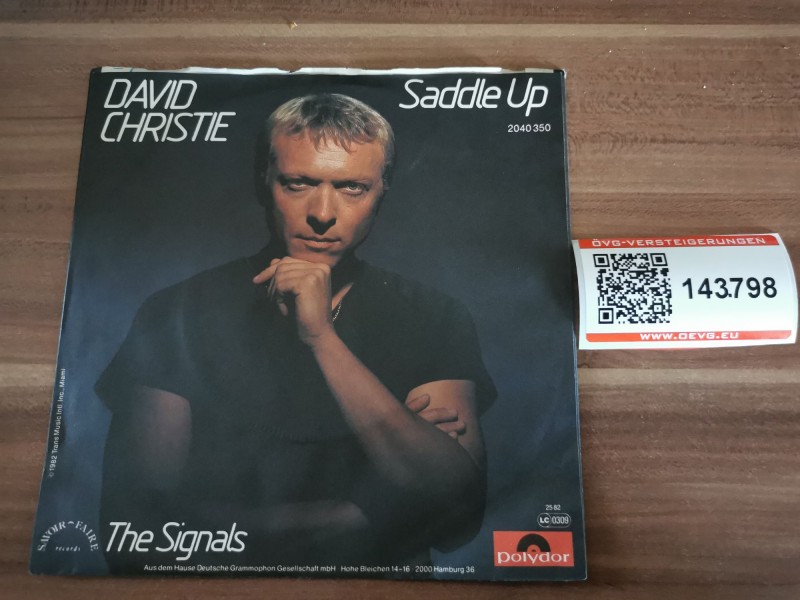 DAVID
CHRISTIE
Saddle Up
2040 350
ÖVG-VERSTEIGERUNGEN
143.798
WWW.OEVG.EU
©1982 Trans Music Intl. Inc., Miami
SAVOIR-FAIRE
records
The Signals
25 82
LC 0309
polydor
Aus dem Hause Deutsche Grammophon Gesellschaft mbH Hohe Bleichen 14-16 2000 Hamburg 36